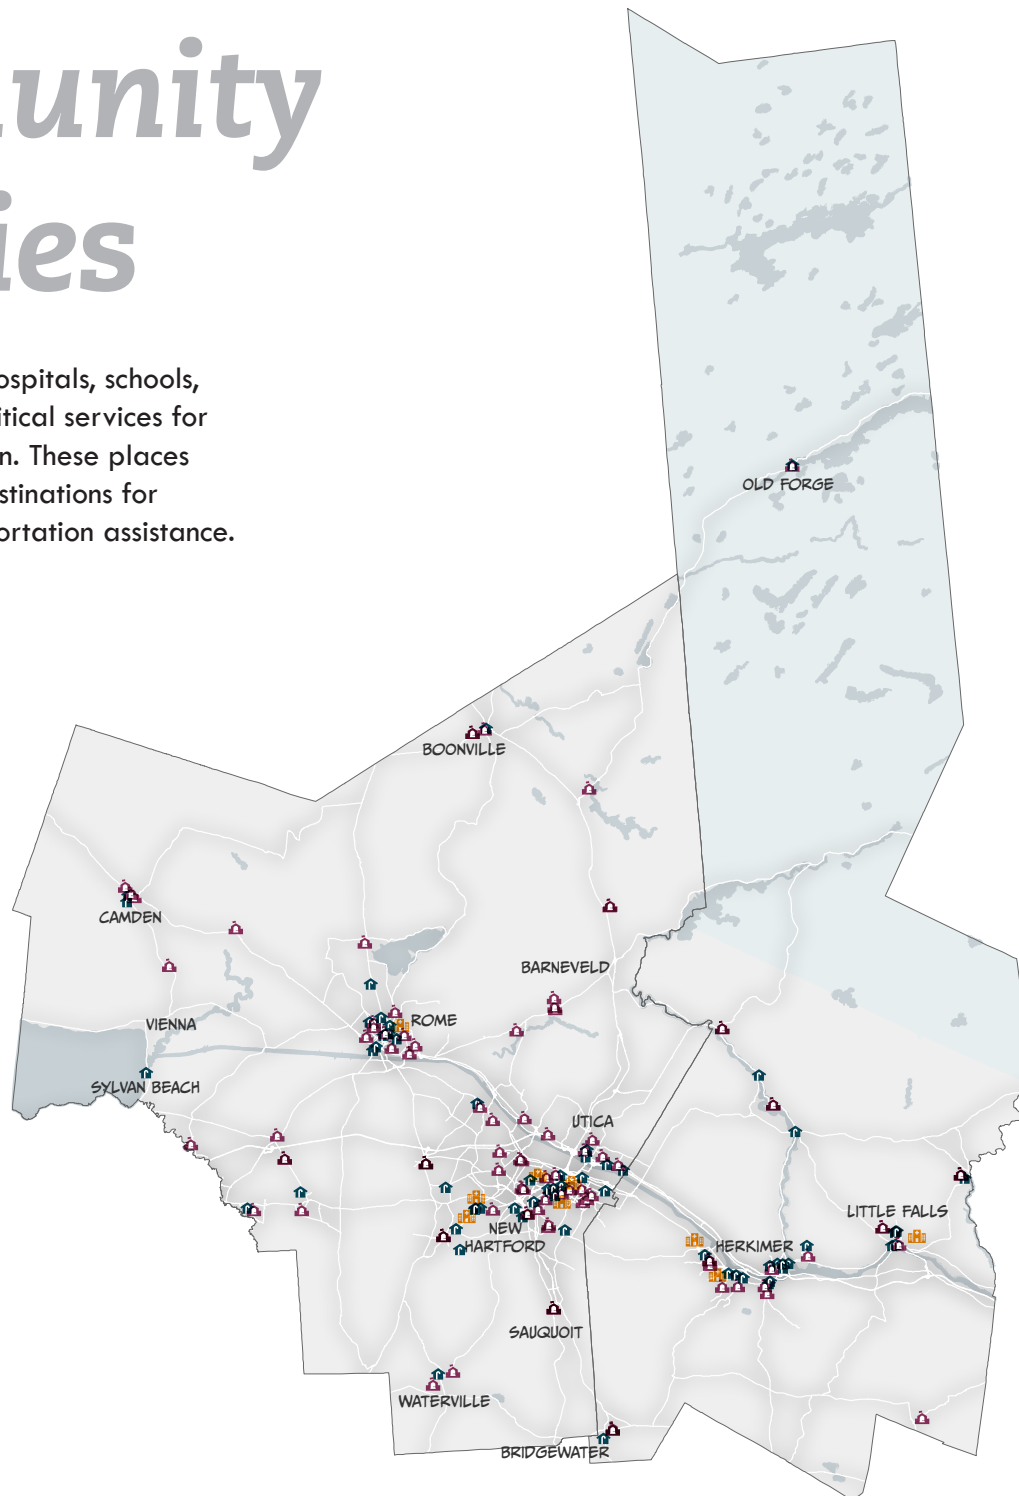 unity
ies
ospitals, schools,
itical services for
n. These places
stinations for
ortation assistance.
OLD FORGE
BOONVILLE
CAMDEN
BARNEVELD
VIENNA
ROME
SYLVAN BEACH
UTICA
LITTLE FALLS
NEW
HARTFORD
HERKIMER
SAUQUOIT
WATERVILLE
BRIDGEWATER